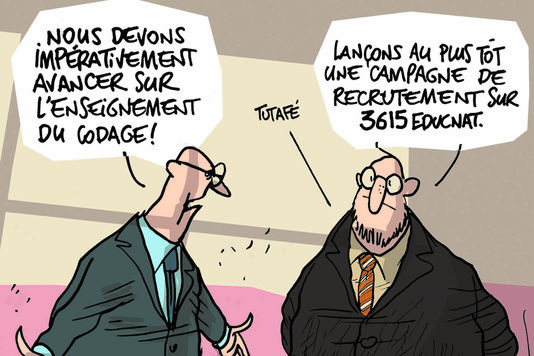 NOUS DEVONS
IMPÉRATIVEMENT
AVANCER SUR
L'ENSEIGNEMENT
DU CODAGE!
TUTAFÉ
LANÇONS AU PLUS TÔT
UNE CAMPAGNE DE
RECRUTEMENT SUR
3615 EDUCNAT.